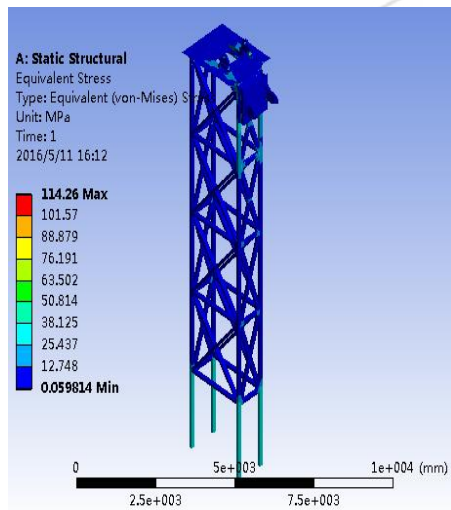 A: Static Structural
Equivalent Stress
Type: Equivalent (von-Mises)
Unit: MPa
Time: 1
2016/5/11 16:12
114.26 Max
101.57
88.879
76.191
63.502
50.814
38.125
25.437
12.748
0.059814 Min
0 5e+003 1e+004 (mm)
2.5e+003 7.5e+003